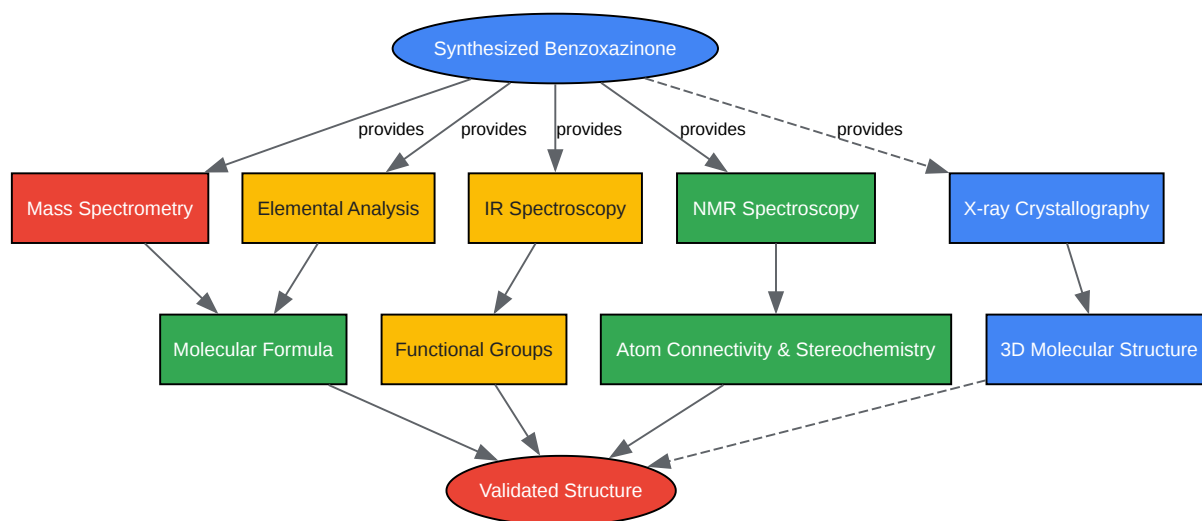 Synthesized Benzoxazinone
provides
provides
provides
provides
provides
Mass Spectrometry
Elemental Analysis
IR Spectroscopy
NMR Spectroscopy
X-ray Crystallography
Molecular Formula
Functional Groups
Atom Connectivity & Stereochemistry
3D Molecular Structure
Validated Structure